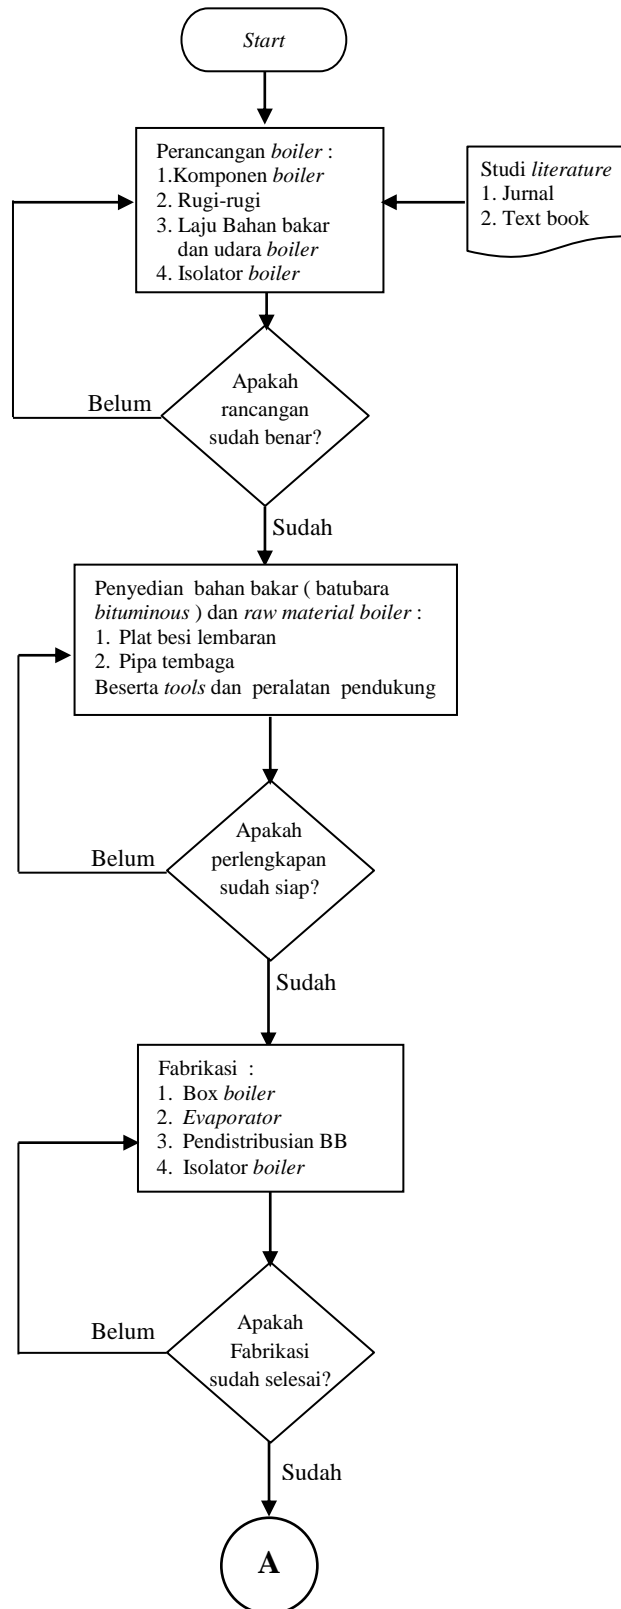 Start
Perancangan boiler :
1.Komponen boiler
2. Rugi-rugi
3. Laju Bahan bakar
dan udara boiler
4. Isolator boiler
Studi literature
1. Jurnal
2. Text book
Apakah
rancangan
sudah benar?
Belum
Sudah
Penyedian bahan bakar ( batubara
bituminous ) dan raw material boiler :
1. Plat besi lembaran
2. Pipa tembaga
Beserta tools dan peralatan pendukung
Apakah
perlengkapan
sudah siap?
Belum
Sudah
Fabrikasi :
1. Box boiler
2. Evaporator
3. Pendistribusian BB
4. Isolator boiler
Apakah
Fabrikasi
sudah selesai?
Belum
Sudah
A